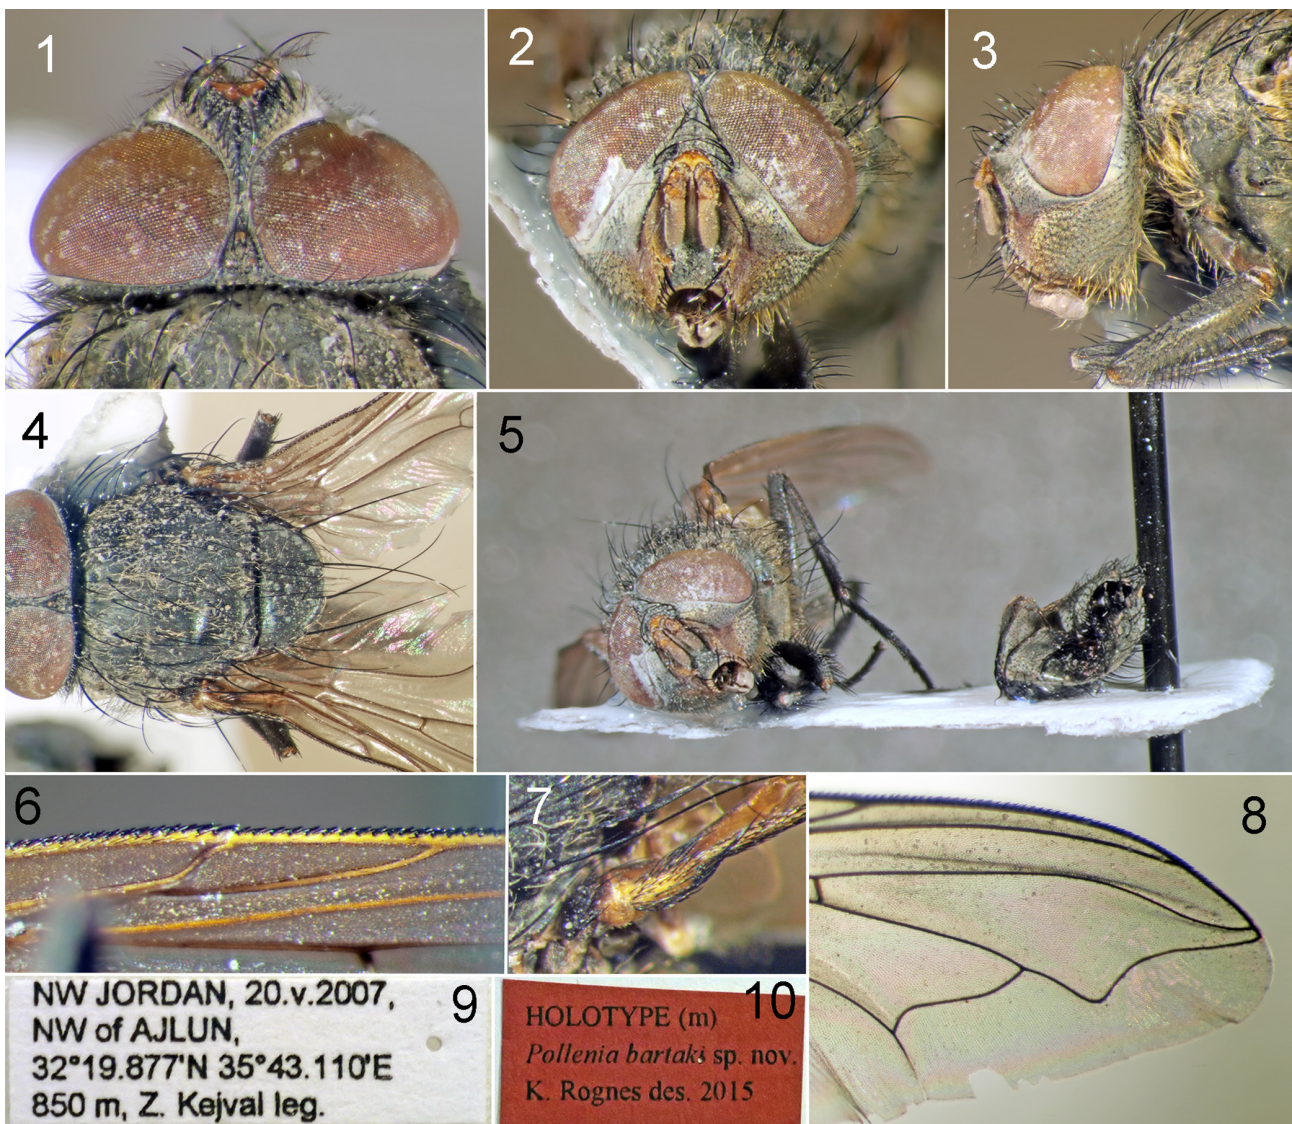 1
2
3
4
5
6
7
8
NW JORDAN, 20.v.2007,
NW of AJLUN,
32°19.877'N 35°43.110'E
850 m, Z. Kejval leg.
9
10
HOLOTYPE (m)
Pollenia bartaki sp. nov.
K. Rognes des. 2015